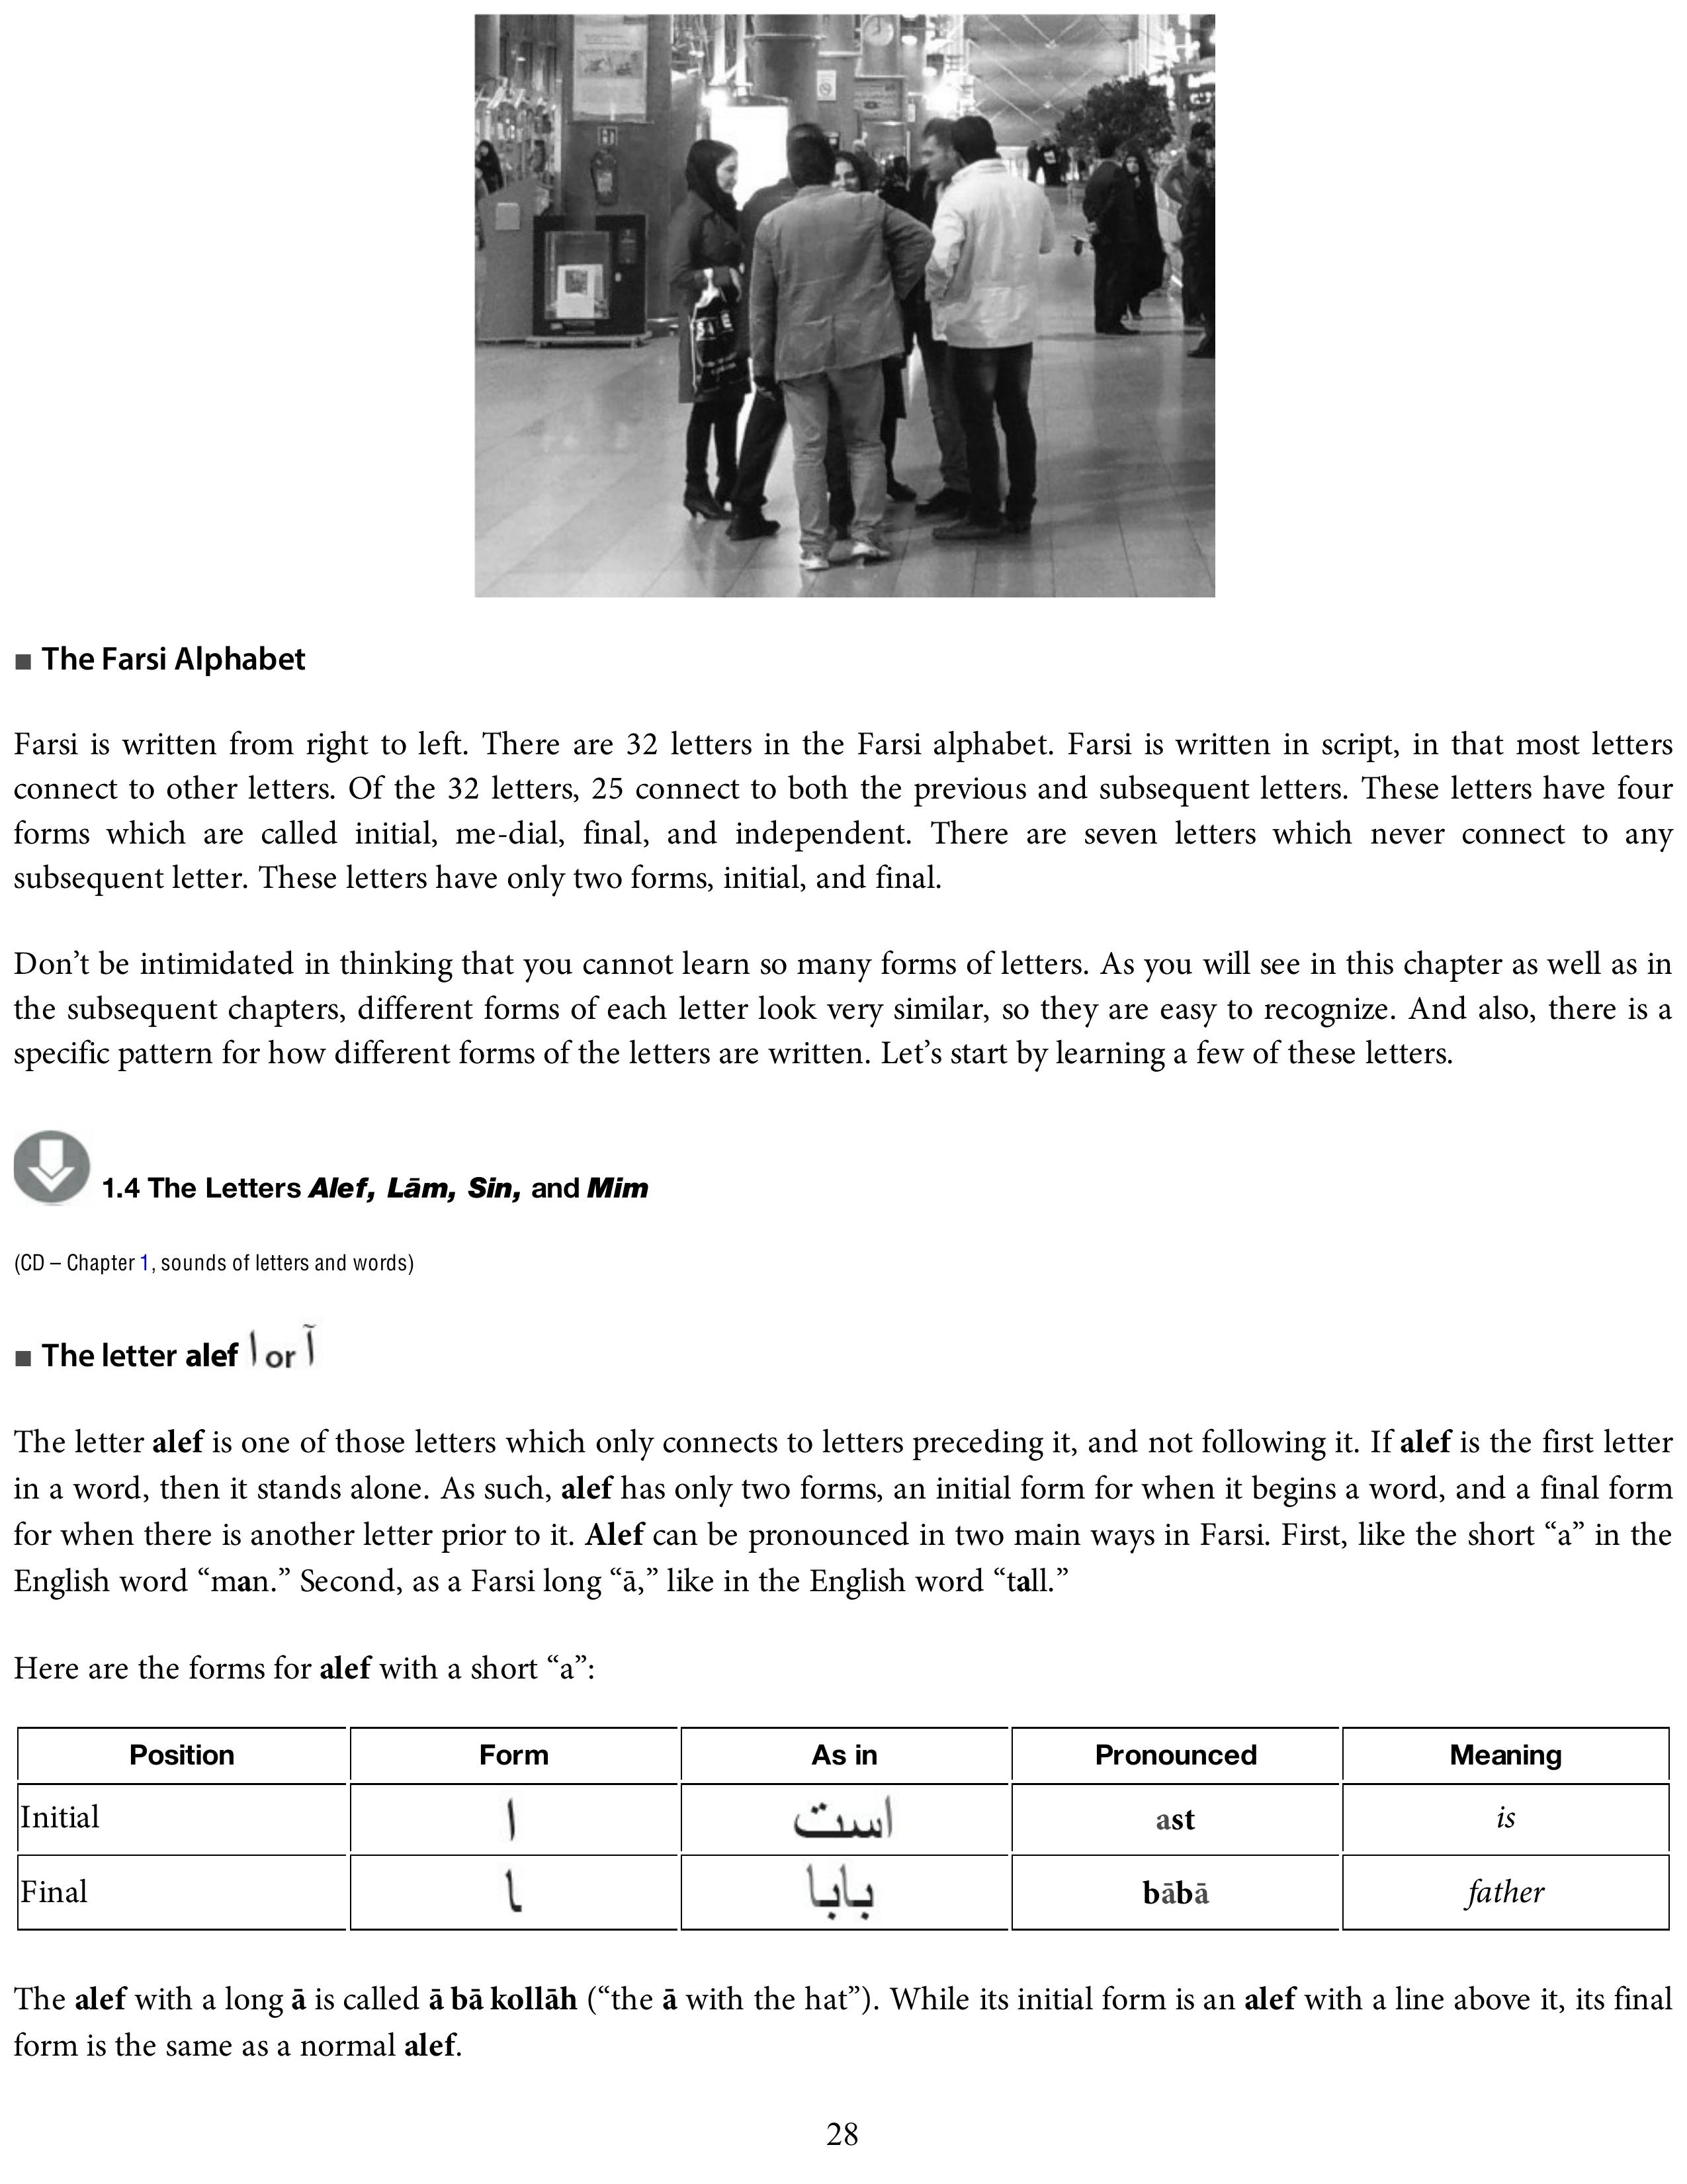 SALE
■ The Farsi Alphabet
Farsi is written from right to left. There are 32 letters in the Farsi alphabet. Farsi is written in script, in that most letters
connect to other letters. Of the 32 letters, 25 connect to both the previous and subsequent letters. These letters have four
forms which are called initial, me-dial, final, and independent. There are seven letters which never connect to any
subsequent letter. These letters have only two forms, initial, and final.
Don’t be intimidated in thinking that you cannot learn so many forms of letters. As you will see in this chapter as well as in
the subsequent chapters, different forms of each letter look very similar, so they are easy to recognize. And also, there is a
specific pattern for how different forms of the letters are written. Let’s start by learning a few of these letters.
1.4 The Letters Alef, Lām, Sin, and Mim
(CD – Chapter 1, sounds of letters and words)
■ The letter alef ا or آ
The letter alef is one of those letters which only connects to letters preceding it, and not following it. If alef is the first letter
in a word, then it stands alone. As such, alef has only two forms, an initial form for when it begins a word, and a final form
for when there is another letter prior to it. Alef can be pronounced in two main ways in Farsi. First, like the short “a” in the
English word “man.” Second, as a Farsi long “ā,” like in the English word “tall.”
Here are the forms for alef with a short “a”:
Position Form As in Pronounced Meaning
Initial ا است ast is
Final ـا بابا bābā father
The alef with a long ā is called ā bā kollāh (“the ā with the hat”). While its initial form is an alef with a line above it, its final
form is the same as a normal alef.
28